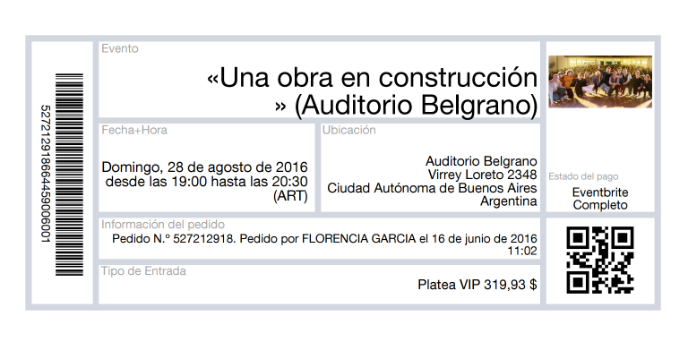 5272129186644590060​01
Evento
«Una obra en construcción
» (Auditorio Belgrano)
Fecha+Hora
Domingo, 28 de agosto de 2016
desde las 19:00 hasta las 20:30
(ART)
Ubicación
Auditorio Belgrano
Virrey Loreto 2348
Ciudad Autónoma de Buenos Aires
Argentina
Estado del pago
Eventbrite
Completo
Información del pedido
Pedido N.º 527212918. Pedido por FLORENCIA GARCIA el 16 de junio de 2016
11:02
Tipo de Entrada
Platea VIP 319,93 $